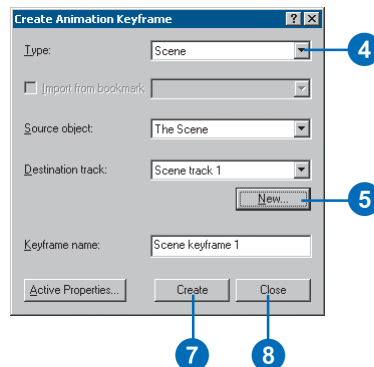 Create Animation Keyframe ? X
Type: Scene 4
Import from bookmark
Source object: The Scene
Destination track: Scene track 1
New... 5
Keyframe name: Scene keyframe 1
Active Properties... Create Close
7 8